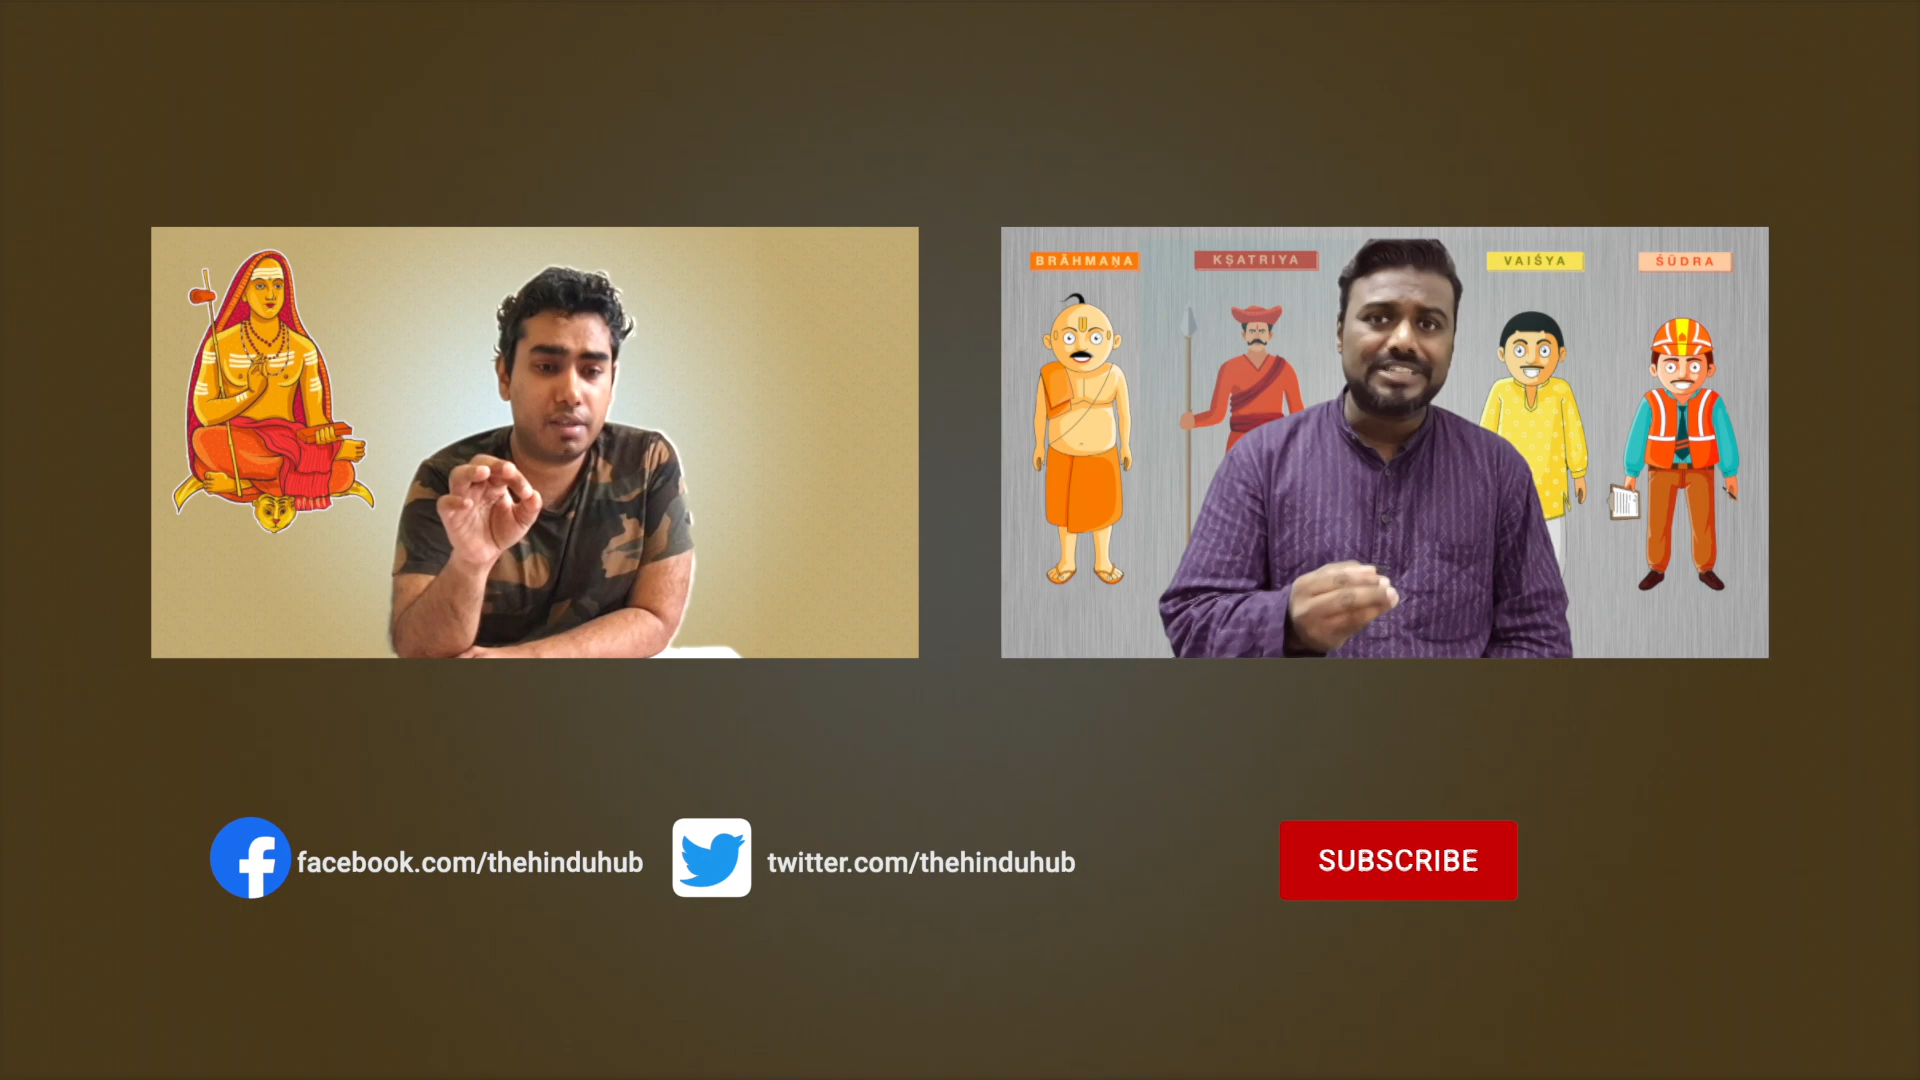 BRĀHMAṆA
KṢATRIYA
VAIŚYA
ŚŪDRA
facebook.com/thehinduhub
twitter.com/thehinduhub
SUBSCRIBE